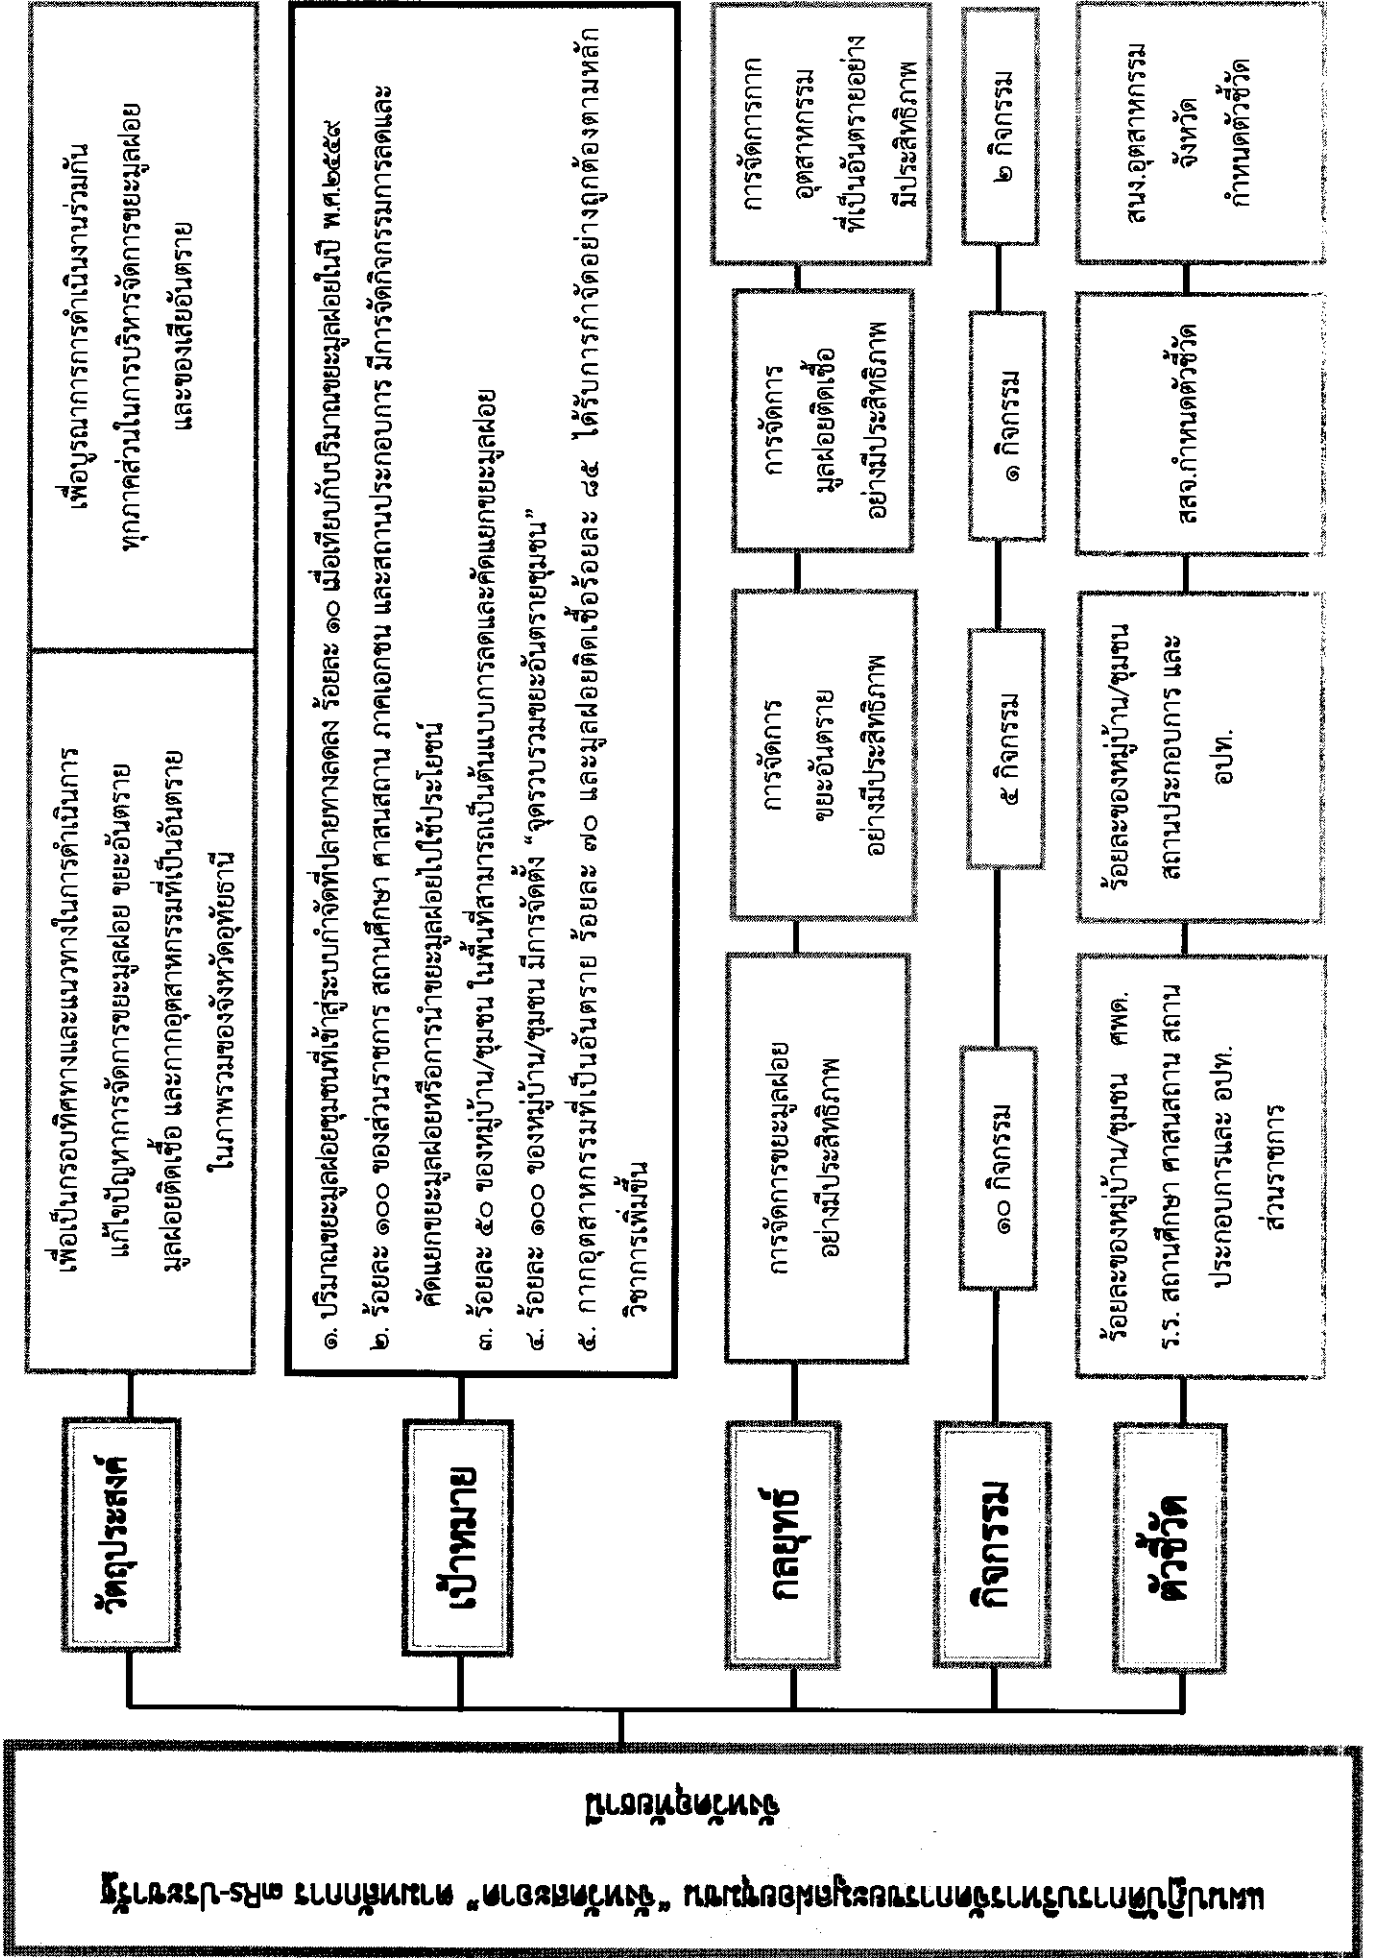 แผนปฏิบัติการบริหารจัดการขยะมูลฝอยชุมชน “จังหวัดสะอาด” ตามหลักการ ๓Rs-ประชารัฐ
จังหวัดอุทัยธานี
วัตถุประสงค์
เพื่อเป็นกรอบทิศทางและแนวทางในการดำเนินการ
แก้ไขปัญหาการจัดการขยะมูลฝอย ขยะอันตราย
มูลฝอยติดเชื้อ และกากอุตสาหกรรมที่เป็นอันตราย
ในภาพรวมของจังหวัดอุทัยธานี
เพื่อบูรณาการการดำเนินงานร่วมกัน
ทุกภาคส่วนในการบริหารจัดการขยะมูลฝอย
และของเสียอันตราย
เป้าหมาย
๑. ปริมาณขยะมูลฝอยชุมชนที่เข้าสู่ระบบกำจัดที่ปลายทางลดลง ร้อยละ ๑๐ เมื่อเทียบกับปริมาณขยะมูลฝอยในปี พ.ศ.๒๕๕๙
๒. ร้อยละ ๑๐๐ ของส่วนราชการ สถานศึกษา ศาสนสถาน ภาคเอกชน และสถานประกอบการ มีการจัดกิจกรรมการลดและ
คัดแยกขยะมูลฝอยหรือการนำขยะมูลฝอยไปใช้ประโยชน์
๓. ร้อยละ ๕๐ ของหมู่บ้าน/ชุมชน ในพื้นที่สามารถเป็นต้นแบบการลดและคัดแยกขยะมูลฝอย
๔. ร้อยละ ๑๐๐ ของหมู่บ้าน/ชุมชน มีการจัดตั้ง “จุดรวบรวมขยะอันตรายชุมชน”
๕. กากอุตสาหกรรมที่เป็นอันตราย ร้อยละ ๗๐ และมูลฝอยติดเชื้อร้อยละ ๘๕ ได้รับการกำจัดอย่างถูกต้องตามหลัก
วิชาการเพิ่มขึ้น
กลยุทธ์
การจัดการขยะมูลฝอย
อย่างมีประสิทธิภาพ
การจัดการ
ขยะอันตราย
อย่างมีประสิทธิภาพ
การจัดการ
มูลฝอยติดเชื้อ
อย่างมีประสิทธิภาพ
การจัดการกาก
อุตสาหกรรม
ที่เป็นอันตรายอย่าง
มีประสิทธิภาพ
กิจกรรม
๑๐ กิจกรรม
๕ กิจกรรม
๑ กิจกรรม
๒ กิจกรรม
ตัวชี้วัด
ร้อยละของหมู่บ้าน/ชุมชน ศพด.
ร.ร. สถานศึกษา ศาสนสถาน สถาน
ประกอบการและ อปท.
ส่วนราชการ
ร้อยละของหมู่บ้าน/ชุมชน
สถานประกอบการ และ
อปท.
สสจ.กำหนดตัวชี้วัด
สนง.อุตสาหกรรม
จังหวัด
กำหนดตัวชี้วัด